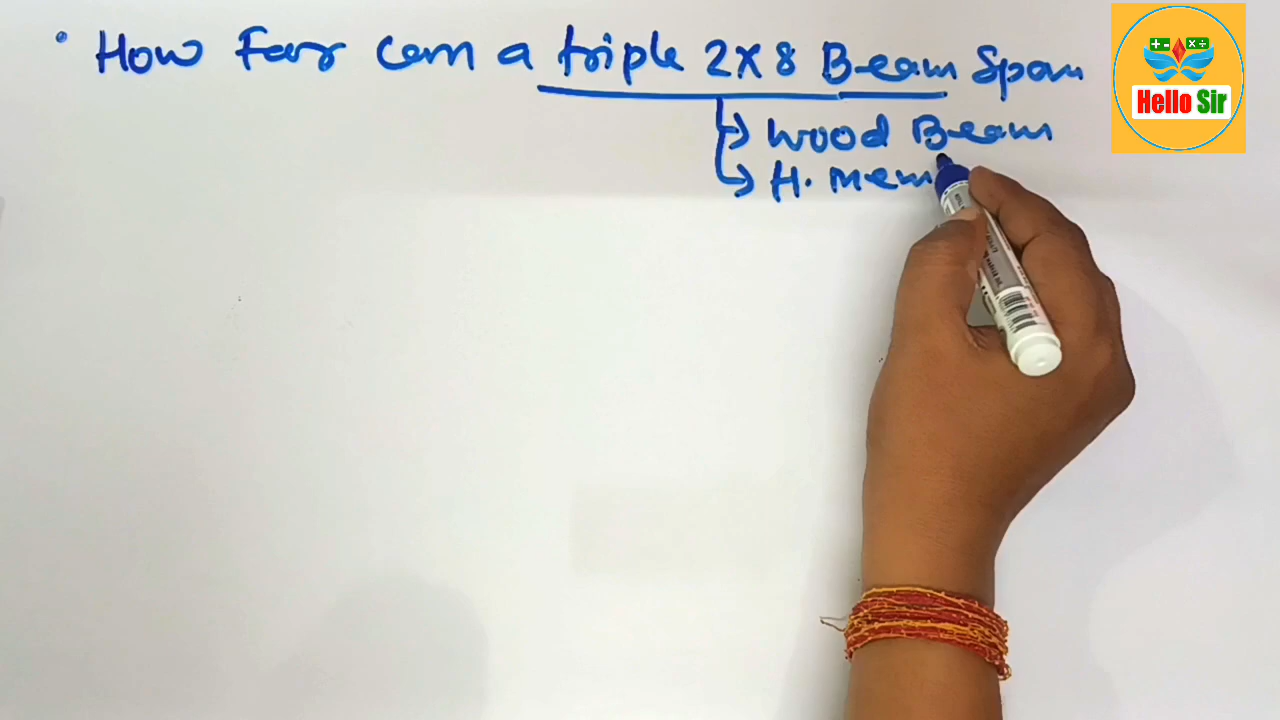 • How Far can a triple 2x8 Beam Span
→ Wood Beam
→ H. mem
+ - × ÷
Hello Sir